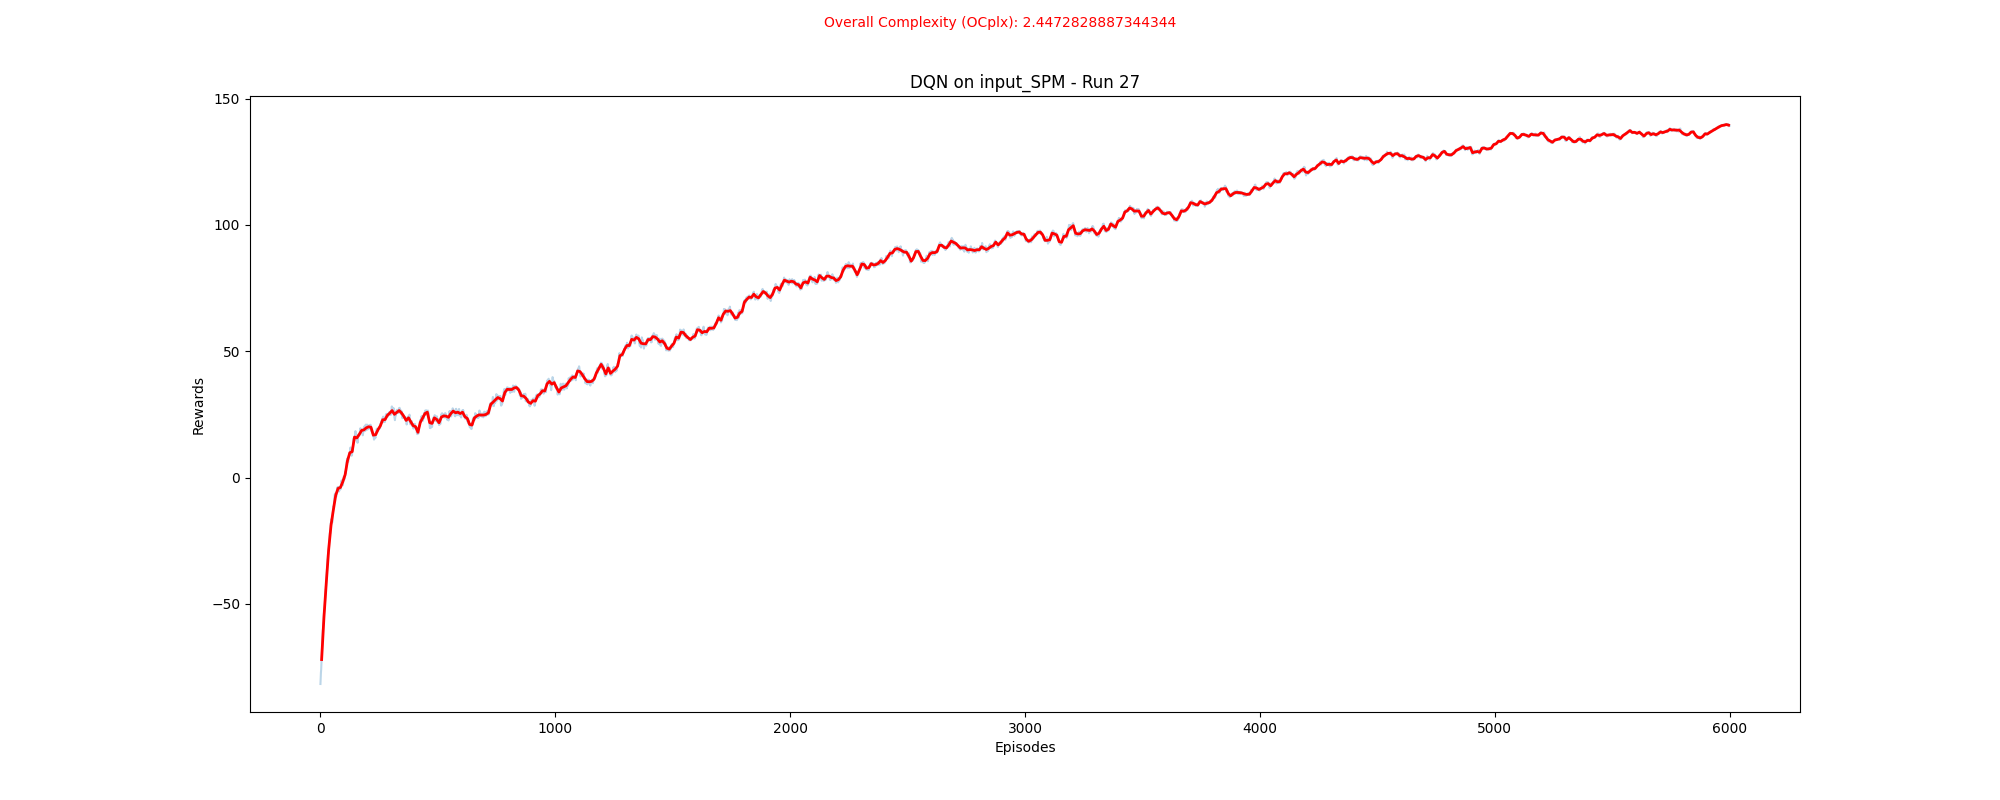 Overall Complexity (OCplx): 2.4472828887344344
DQN on input_SPM - Run 27
150
100
50
0
−50
Rewards
0 1000 2000 3000 4000 5000 6000
Episodes